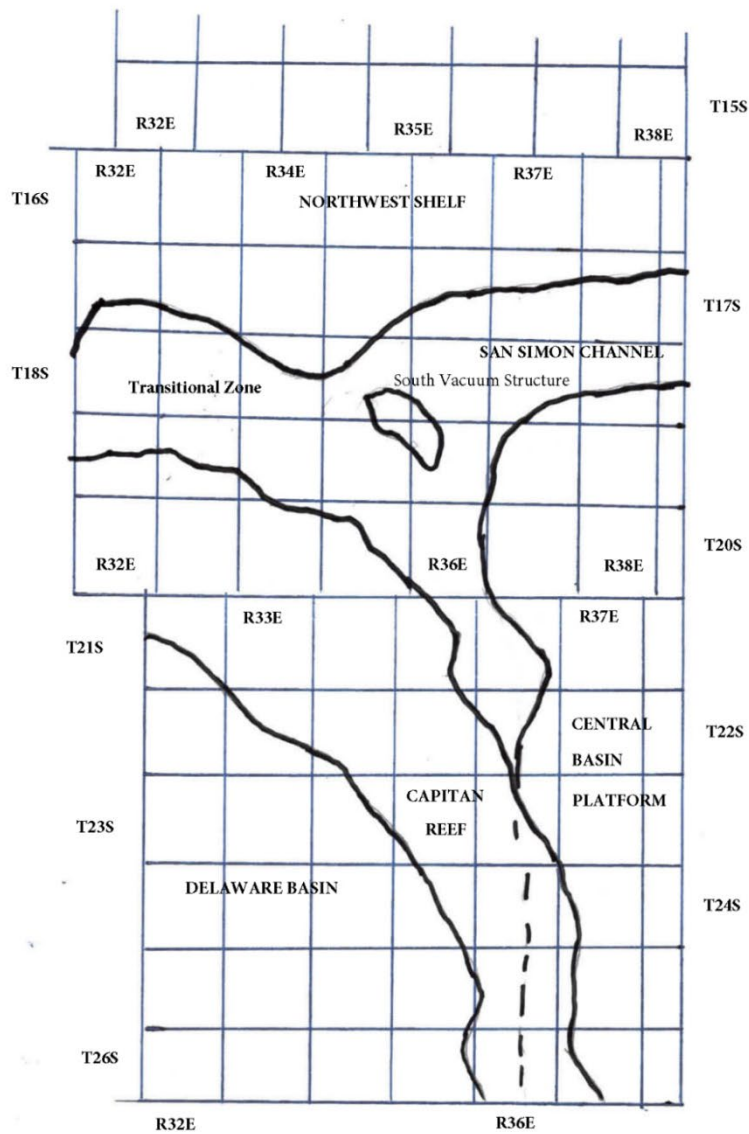 T15S
R32E R35E R38E
R32E R34E R37E
T16S
NORTHWEST SHELF
T17S
SAN SIMON CHANNEL
T18S
Transitional Zone
South Vacuum Structure
T20S
R32E R36E R38E
R33E R37E
T21S
CENTRAL
T22S
BASIN
CAPITAN
PLATFORM
T23S
REEF
DELAWARE BASIN
T24S
T26S
R32E R36E